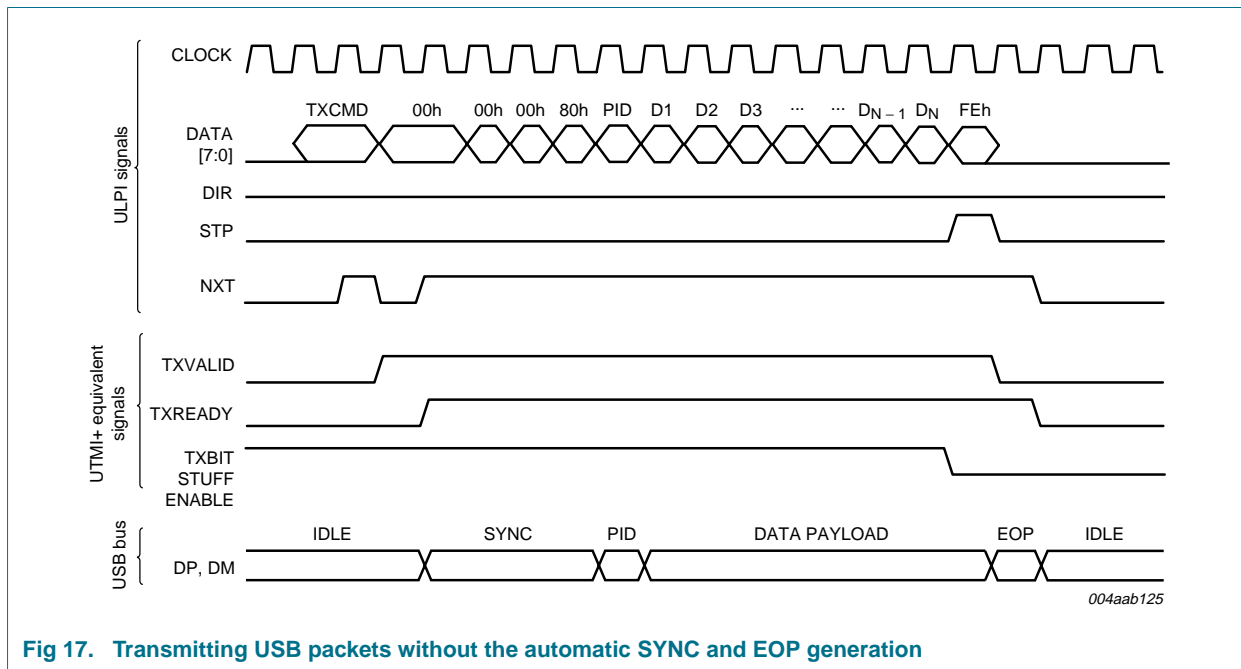 ULPI signals
CLOCK
TXCMD 00h 00h 00h 80h PID D1 D2 D3 ... ... DN – 1 DN FEh
DATA
[7:0]
DIR
STP
NXT
UTMI+ equivalent
signals
TXVALID
TXREADY
TXBIT
STUFF
ENABLE
USB bus
IDLE SYNC PID DATA PAYLOAD EOP IDLE
DP, DM
004aab125
Fig 17. Transmitting USB packets without the automatic SYNC and EOP generation